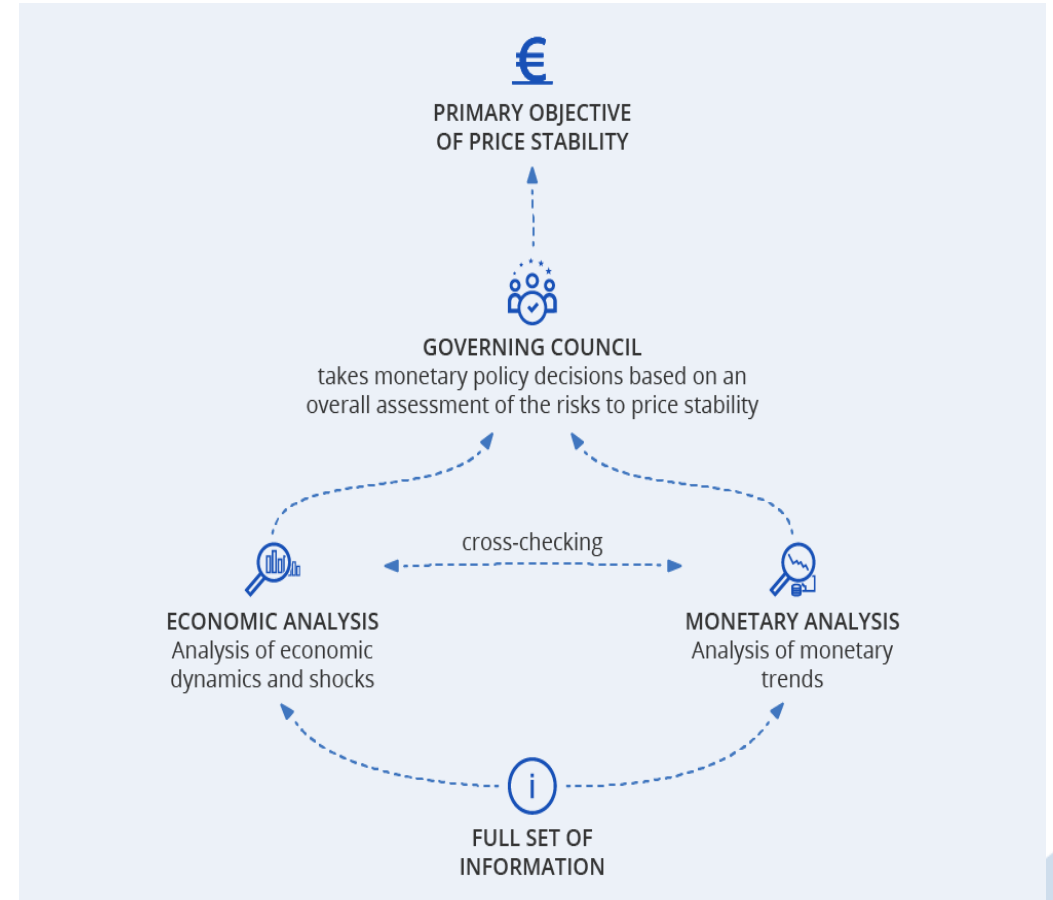 €
PRIMARY OBJECTIVE
OF PRICE STABILITY
GOVERNING COUNCIL
takes monetary policy decisions based on an
overall assessment of the risks to price stability
cross-checking
ECONOMIC ANALYSIS
Analysis of economic
dynamics and shocks
MONETARY ANALYSIS
Analysis of monetary
trends
i
FULL SET OF
INFORMATION